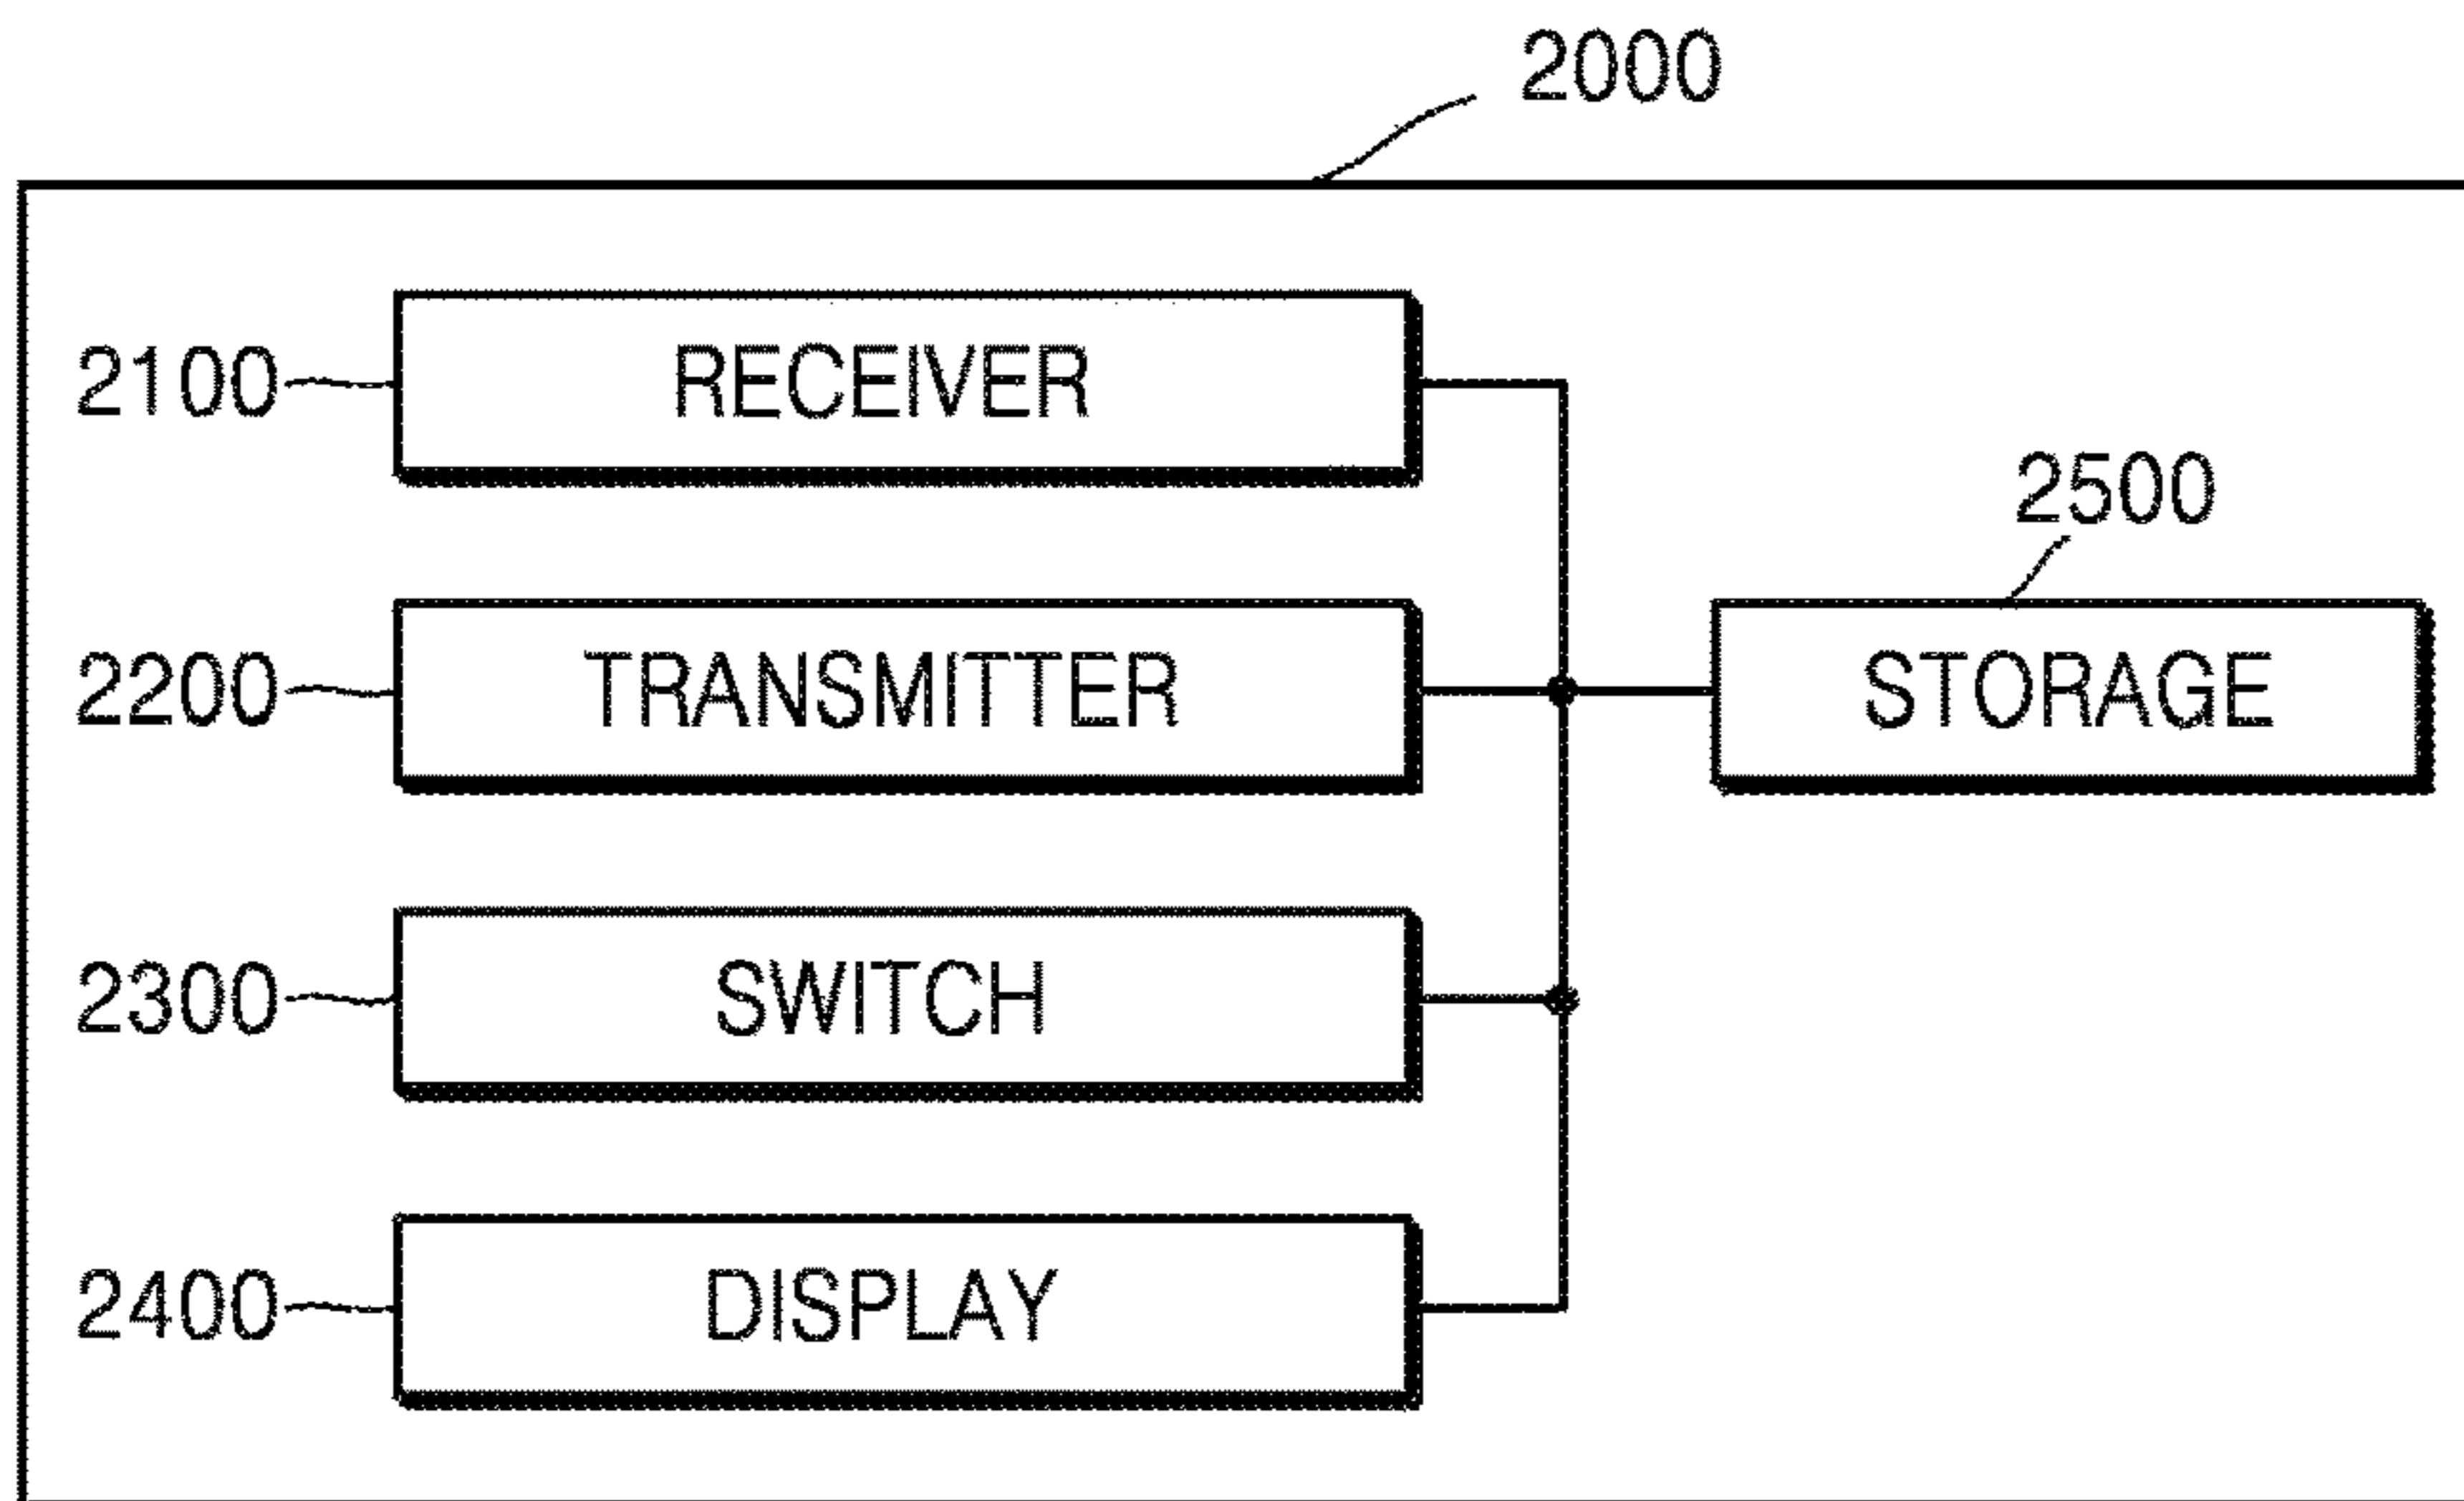 2000
2100 RECEIVER
2500
2200 TRANSMITTER STORAGE
2300 SWITCH
2400 DISPLAY